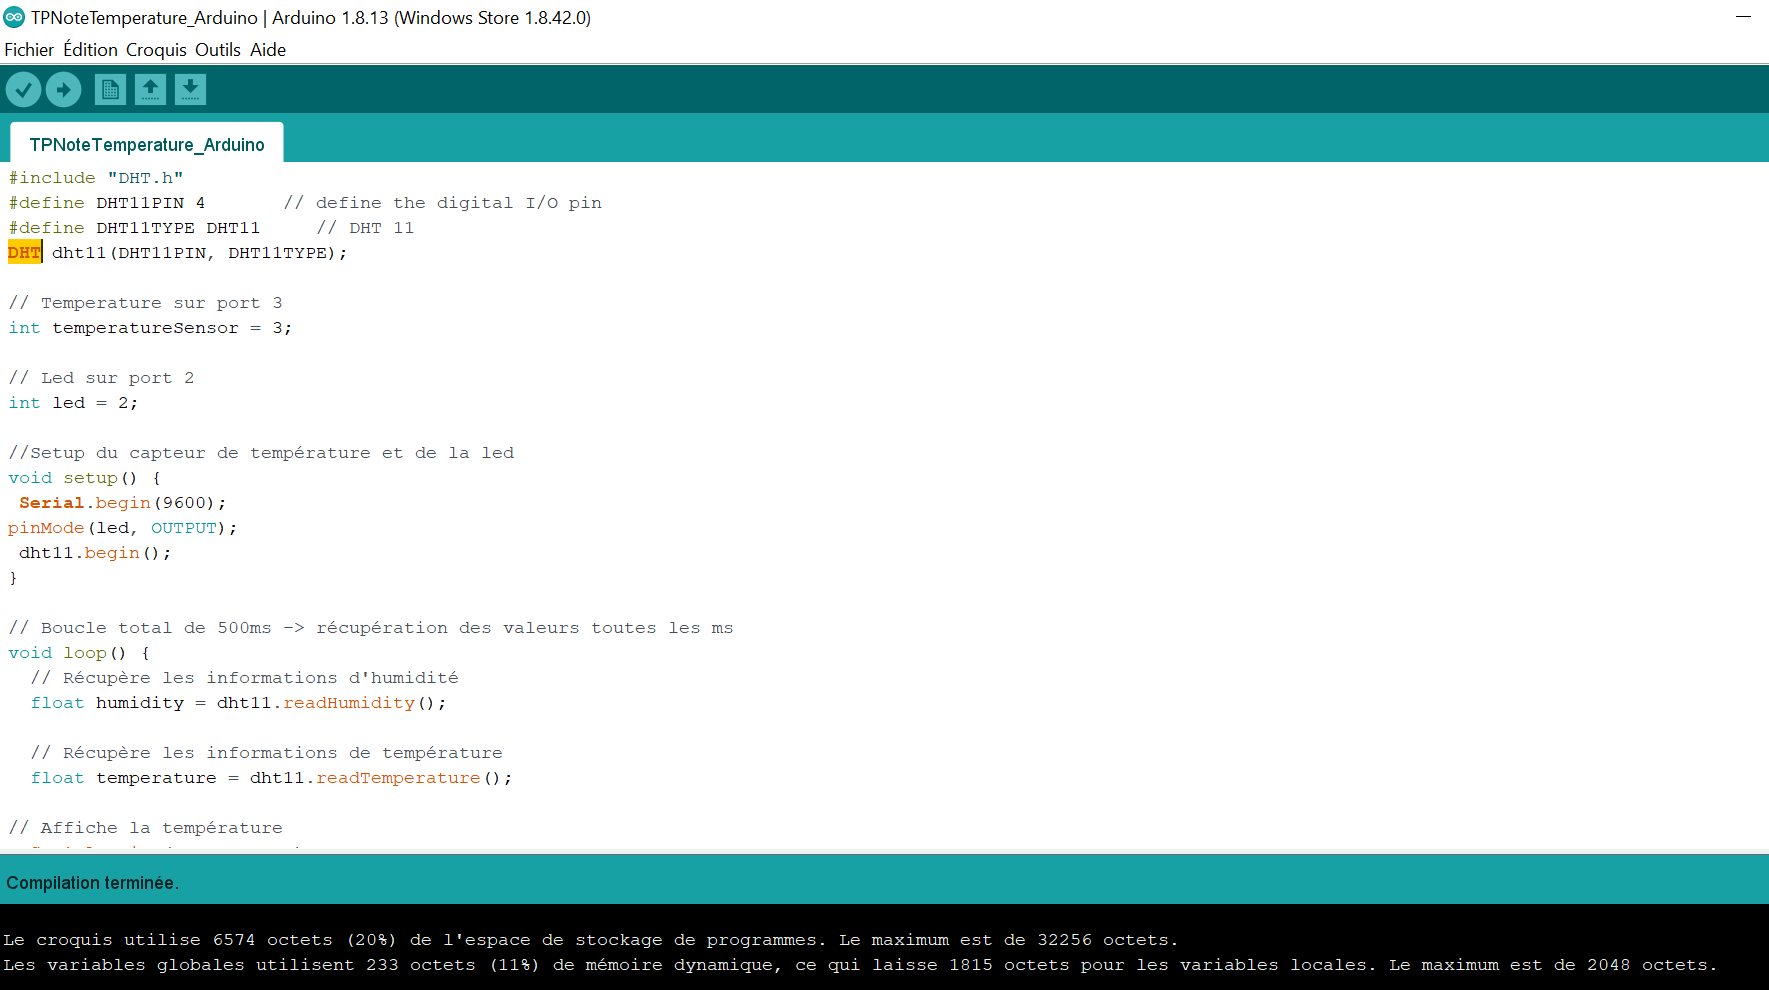 TPNoteTemperature_Arduino | Arduino 1.8.13 (Windows Store 1.8.42.0)
Fichier Édition Croquis Outils Aide
TPNoteTemperature_Arduino
#include "DHT.h"
#define DHT11PIN 4       // define the digital I/O pin
#define DHT11TYPE DHT11     // DHT 11
DHT dht11(DHT11PIN, DHT11TYPE);
// Temperature sur port 3
int temperatureSensor = 3;
// Led sur port 2
int led = 2;
//Setup du capteur de température et de la led
void setup() {
 Serial.begin(9600);
pinMode(led, OUTPUT);
 dht11.begin();
}
// Boucle total de 500ms -> récupération des valeurs toutes les ms
void loop() {
  // Récupère les informations d'humidité
  float humidity = dht11.readHumidity();
  // Récupère les informations de température
  float temperature = dht11.readTemperature();
// Affiche la température
Compilation terminée.
Le croquis utilise 6574 octets (20%) de l'espace de stockage de programmes. Le maximum est de 32256 octets.
Les variables globales utilisent 233 octets (11%) de mémoire dynamique, ce qui laisse 1815 octets pour les variables locales. Le maximum est de 2048 octets.